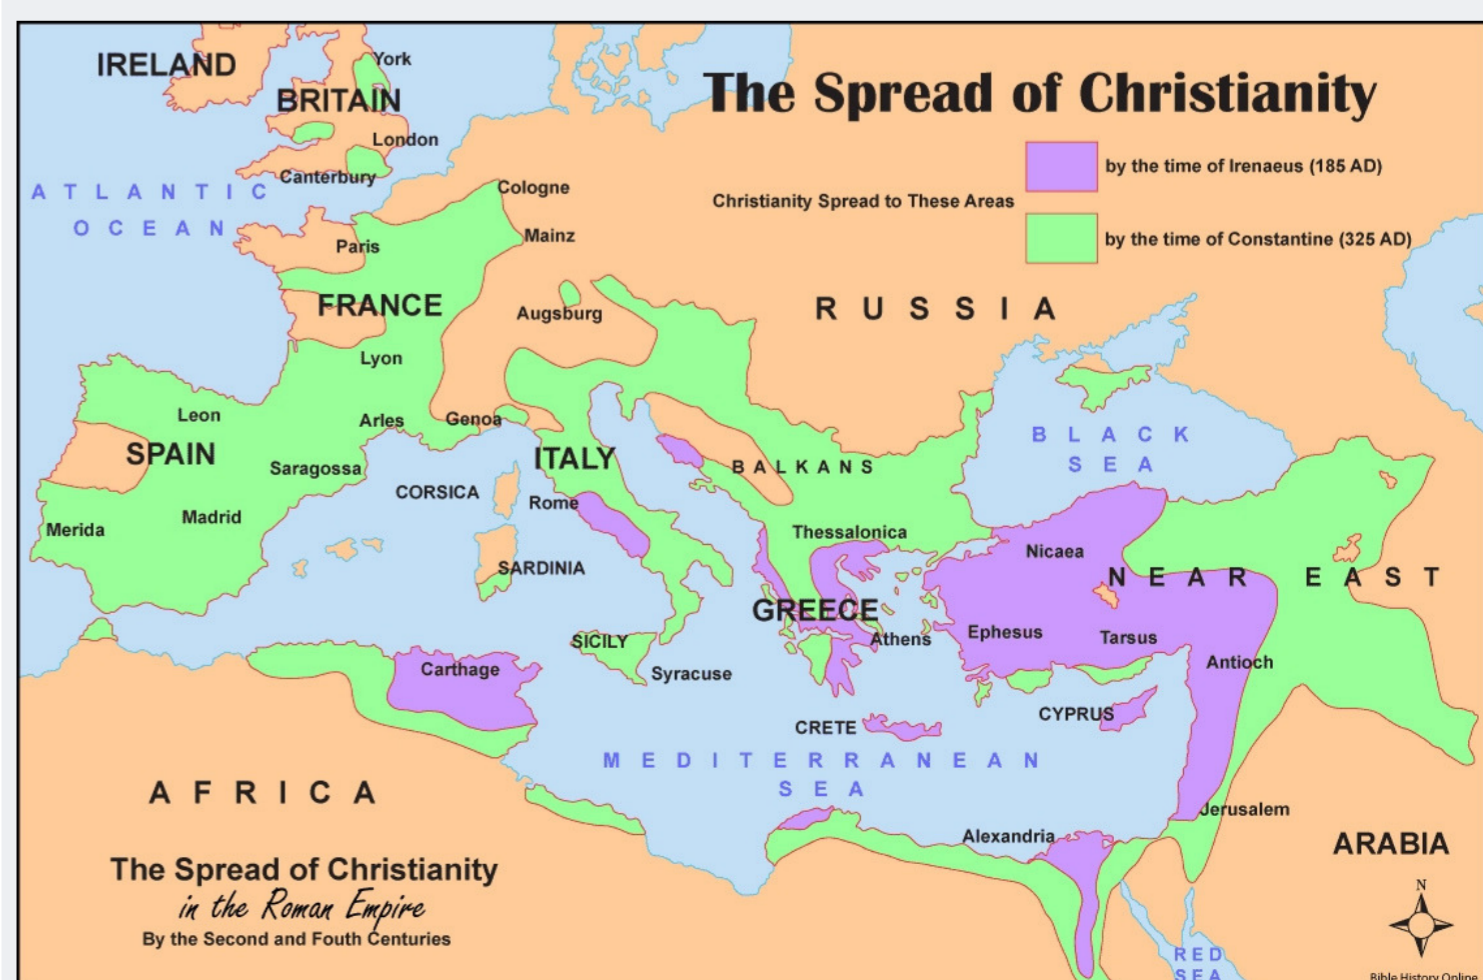 The Spread of Christianity
by the time of Irenaeus (185 AD)
Christianity Spread to These Areas
by the time of Constantine (325 AD)
IRELAND
York
BRITAIN
London
Canterbury
ATLANTIC
OCEAN
Cologne
Paris
Mainz
FRANCE
Augsburg
RUSSIA
Lyon
Leon
Arles
Genoa
SPAIN
ITALY
BLACK
SEA
Saragossa
BALKANS
CORSICA
Rome
Madrid
Merida
Thessalonica
Nicaea
SARDINIA
NEAR EAST
GREECE
Ephesus
Tarsus
SICILY
Athens
Carthage
Syracuse
Antioch
CRETE
CYPRUS
MEDITERRANEAN
SEA
AFRICA
Jerusalem
Alexandria
ARABIA
The Spread of Christianity
in the Roman Empire
By the Second and Fouth Centuries
N
RED
SEA
Bible History Online